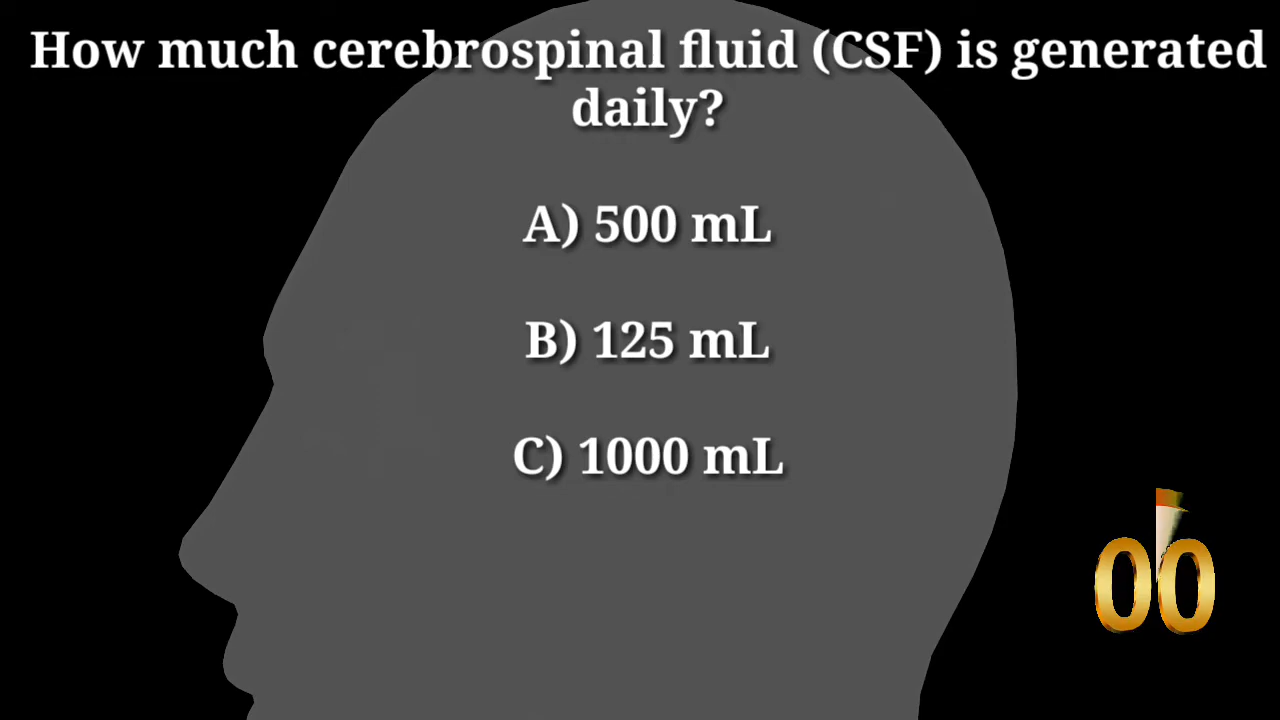 How much cerebrospinal fluid (CSF) is generated
daily?
A) 500 mL
B) 125 mL
C) 1000 mL
00